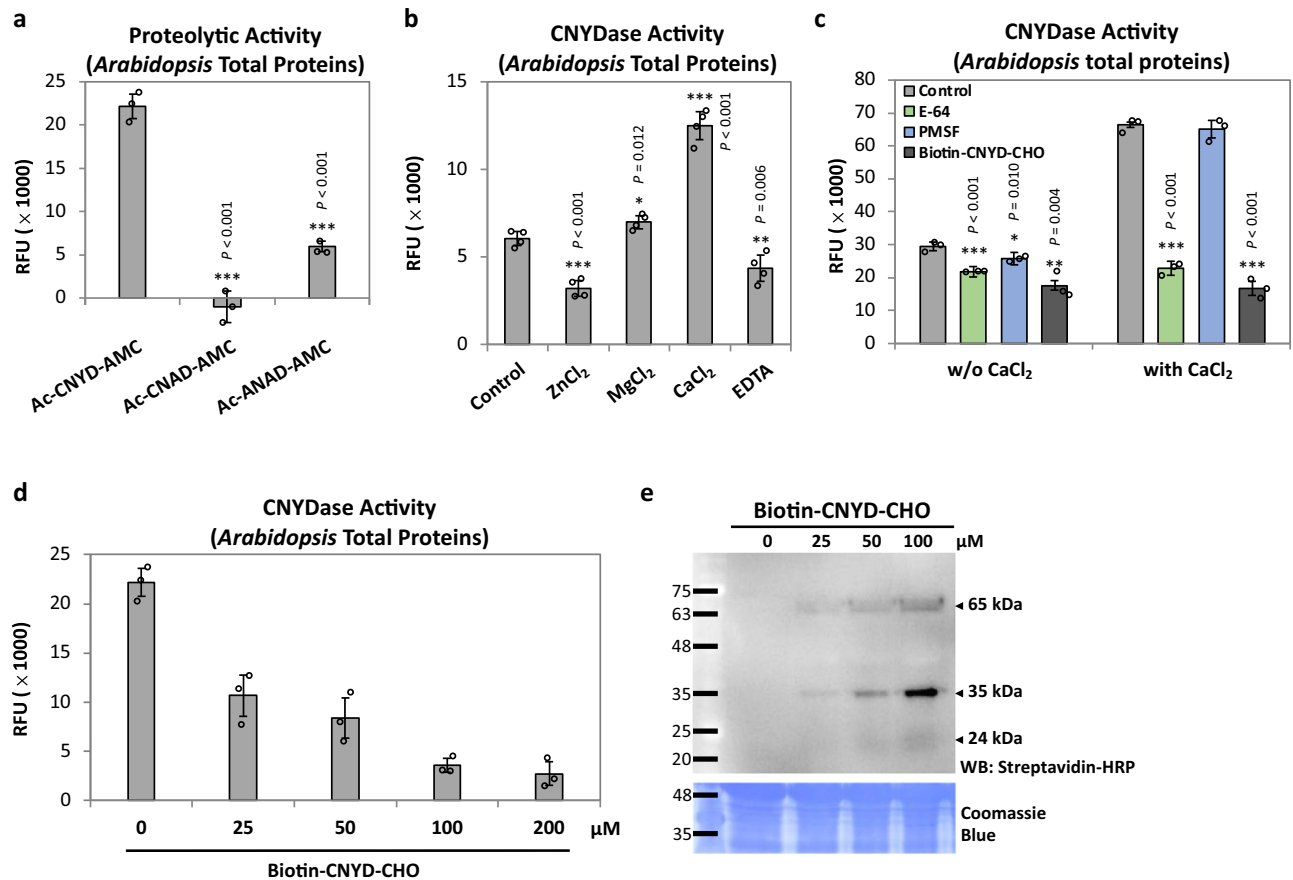 a
Proteolytic Activity
(Arabidopsis Total Proteins)
RFU ( × 1000)
25
20
15
10
5
0
-5
***
P < 0.001
***
P < 0.001
Ac-CNYD-AMC
Ac-CNAD-AMC
Ac-ANAD-AMC
b
CNYDase Activity
(Arabidopsis Total Proteins)
RFU ( × 1000)
15
10
5
0
***
P < 0.001
*
P = 0.012
***
P < 0.001
**
P = 0.006
Control
ZnCl₂
MgCl₂
CaCl₂
EDTA
c
CNYDase Activity
(Arabidopsis total proteins)
RFU ( × 1000)
80
70
60
50
40
30
20
10
0
Control
E-64
PMSF
Biotin-CNYD-CHO
***
P < 0.001
*
P = 0.010
**
P = 0.004
***
P < 0.001
***
P < 0.001
w/o CaCl₂
with CaCl₂
d
CNYDase Activity
(Arabidopsis Total Proteins)
RFU ( × 1000)
25
20
15
10
5
0
0 25 50 100 200 μM
Biotin-CNYD-CHO
e
Biotin-CNYD-CHO
0 25 50 100 μM
75
63
48
35
25
20
65 kDa
35 kDa
24 kDa
WB: Streptavidin-HRP
48
35
Coomassie
Blue